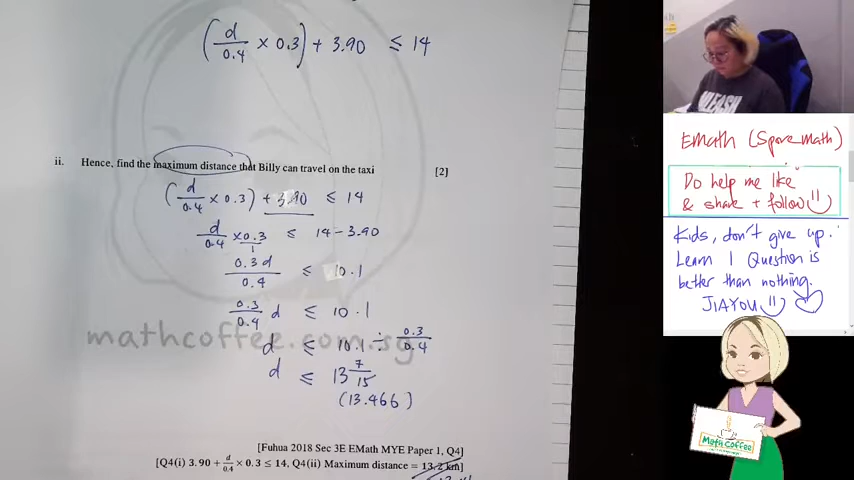 (d/0.4 × 0.3) + 3.90 ≤ 14
ii. Hence, find the maximum distance that Billy can travel on the taxi [2]
(d/0.4 × 0.3) + 3.90 ≤ 14
d/0.4 × 0.3/1 ≤ 14 - 3.90
0.3d/0.4 ≤ 10.1
0.3/0.4 d ≤ 10.1
d ≤ 10.1 ÷ 0.3/0.4
d ≤ 13 7/15
(13.466)
mathcoffee.com.sg
[Fuhua 2018 Sec 3E EMath MYE Paper 1, Q4]
[Q4(i) 3.90 + d/0.4 × 0.3 ≤ 14, Q4(ii) Maximum distance = 13.2 km]
EMath (Spore Math)
Do help me like
& share + follow
Kids, don't give up.
Learn 1 Question is
better than nothing.
JIAYOU
Math Coffee